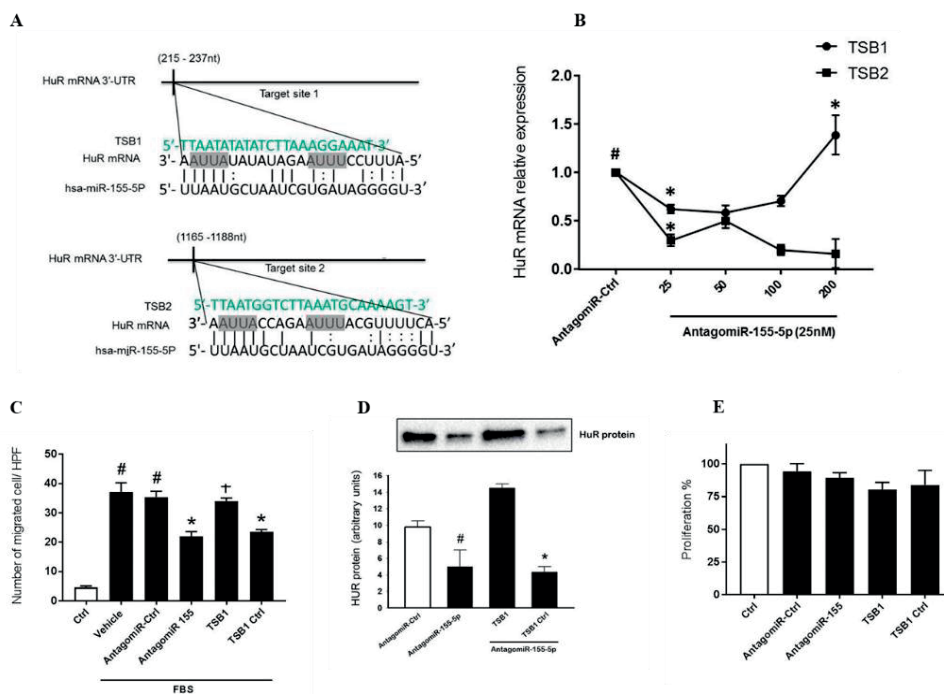 A
(215 - 237nt)
HuR mRNA 3'-UTR
Target site 1
TSB1
5'-TTAATATATATCTTAAAGGAAAT-3'
HuR mRNA
3'- AAUUAUAUAUAGAAUUUCCUUUA-5'
hsa-miR-155-5P
5'- UUAAUGCUAAUCGUGAUAGGGGU-3'
(1165 -1188nt)
HuR mRNA 3'-UTR
Target site 2
TSB2
5'-TTAATGGTCTTAAATGCAAAAGT-3'
HuR mRNA
3'- AAUUACCAGAAUUUACGUUUUCA-5'
hsa-miR-155-5P
5'- UUAAUGCUAAUCGUGAUAGGGGU-3'
B
TSB1
TSB2
HuR mRNA relative expression
2.0
1.5
1.0
0.5
0.0
#
*
*
*
AntagomiR-Ctrl
25
50
100
200
AntagomiR-155-5p (25nM)
C
Number of migrated cell/ HPF
50
40
30
20
10
0
#
#
*
†
*
Ctrl
Vehicle
AntagomiR-Ctrl
AntagomiR 155
TSB1
TSB1 Ctrl
FBS
D
HuR protein
HUR protein (arbitrary units)
16
14
12
10
8
6
4
2
0
#
*
AntagomiR-Ctrl
AntagomiR-155-5p
TSB1
TSB1 Ctrl
AntagomiR-155-5p
E
Proliferation %
100
75
50
25
0
Ctrl
AntagomiR-Ctrl
AntagomiR-155
TSB1
TSB1 Ctrl